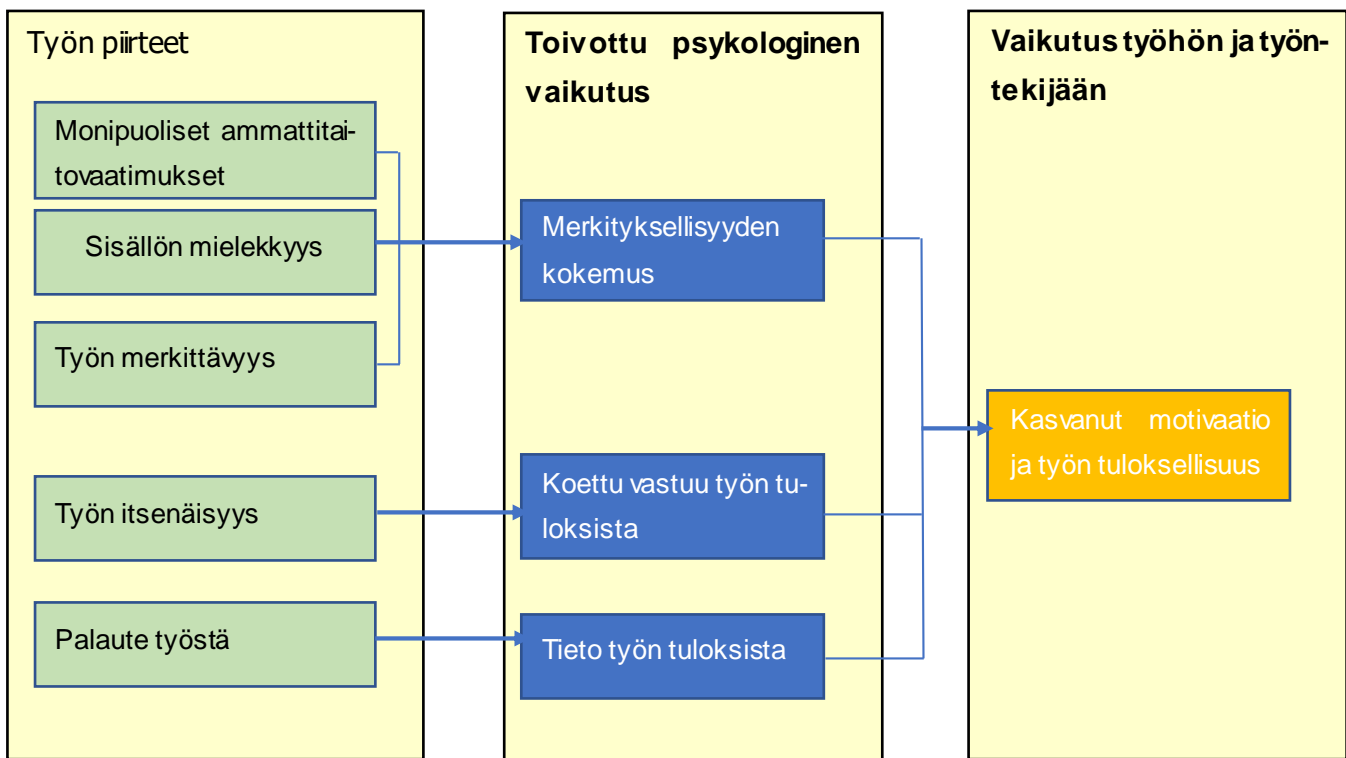 Työn piirteet
Monipuoliset ammattitai-
tovaatimukset
Sisällön mielekkyys
Työn merkittävyys
Työn itsenäisyys
Palaute työstä
Toivottu psykologinen
vaikutus
Merkityksellisyyden
kokemus
Koettu vastuu työn tu-
loksista
Tieto työn tuloksista
Vaikutus työhön ja työn-
tekijään
Kasvanut motivaatio
ja työn tuloksellisuus